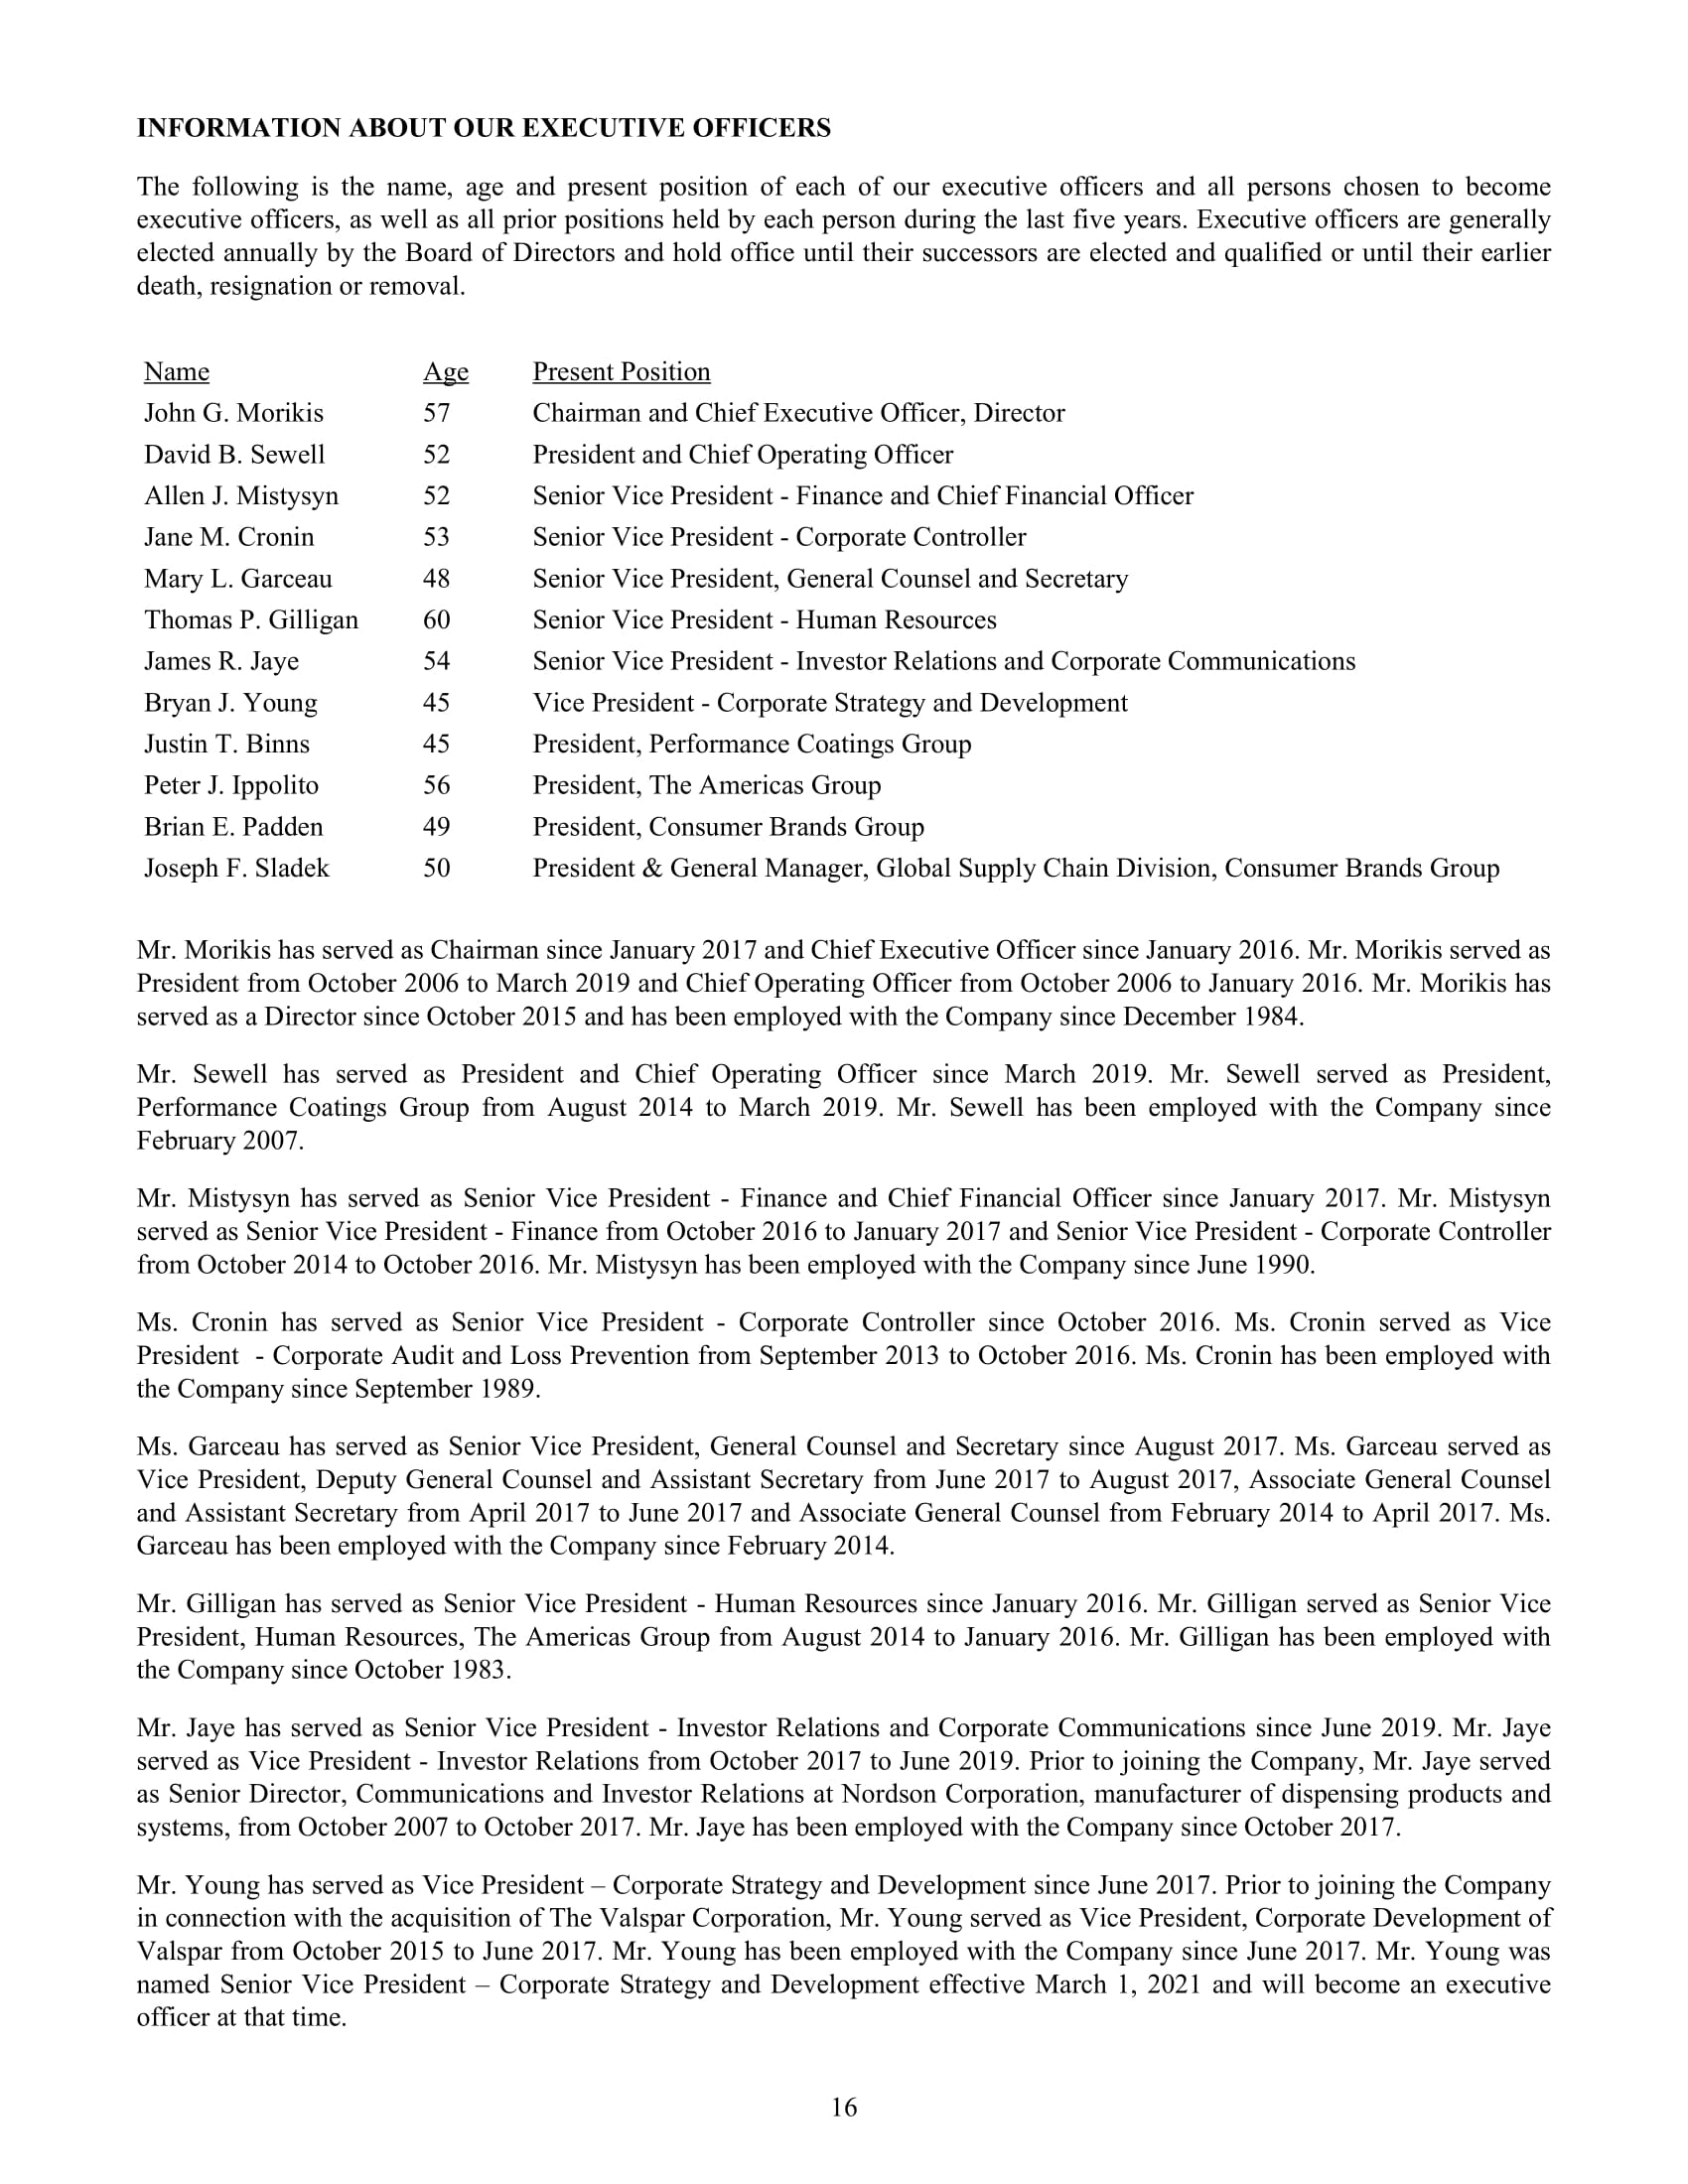 INFORMATION ABOUT OUR EXECUTIVE OFFICERS
The following is the name, age and present position of each of our executive officers and all persons chosen to become
executive officers, as well as all prior positions held by each person during the last five years. Executive officers are generally
elected annually by the Board of Directors and hold office until their successors are elected and qualified or until their earlier
death, resignation or removal.
Name Age Present Position
John G. Morikis 57 Chairman and Chief Executive Officer, Director
David B. Sewell 52 President and Chief Operating Officer
Allen J. Mistysyn 52 Senior Vice President - Finance and Chief Financial Officer
Jane M. Cronin 53 Senior Vice President - Corporate Controller
Mary L. Garceau 48 Senior Vice President, General Counsel and Secretary
Thomas P. Gilligan 60 Senior Vice President - Human Resources
James R. Jaye 54 Senior Vice President - Investor Relations and Corporate Communications
Bryan J. Young 45 Vice President - Corporate Strategy and Development
Justin T. Binns 45 President, Performance Coatings Group
Peter J. Ippolito 56 President, The Americas Group
Brian E. Padden 49 President, Consumer Brands Group
Joseph F. Sladek 50 President & General Manager, Global Supply Chain Division, Consumer Brands Group
Mr. Morikis has served as Chairman since January 2017 and Chief Executive Officer since January 2016. Mr. Morikis served as
President from October 2006 to March 2019 and Chief Operating Officer from October 2006 to January 2016. Mr. Morikis has
served as a Director since October 2015 and has been employed with the Company since December 1984.
Mr. Sewell has served as President and Chief Operating Officer since March 2019. Mr. Sewell served as President,
Performance Coatings Group from August 2014 to March 2019. Mr. Sewell has been employed with the Company since
February 2007.
Mr. Mistysyn has served as Senior Vice President - Finance and Chief Financial Officer since January 2017. Mr. Mistysyn
served as Senior Vice President - Finance from October 2016 to January 2017 and Senior Vice President - Corporate Controller
from October 2014 to October 2016. Mr. Mistysyn has been employed with the Company since June 1990.
Ms. Cronin has served as Senior Vice President - Corporate Controller since October 2016. Ms. Cronin served as Vice
President - Corporate Audit and Loss Prevention from September 2013 to October 2016. Ms. Cronin has been employed with
the Company since September 1989.
Ms. Garceau has served as Senior Vice President, General Counsel and Secretary since August 2017. Ms. Garceau served as
Vice President, Deputy General Counsel and Assistant Secretary from June 2017 to August 2017, Associate General Counsel
and Assistant Secretary from April 2017 to June 2017 and Associate General Counsel from February 2014 to April 2017. Ms.
Garceau has been employed with the Company since February 2014.
Mr. Gilligan has served as Senior Vice President - Human Resources since January 2016. Mr. Gilligan served as Senior Vice
President, Human Resources, The Americas Group from August 2014 to January 2016. Mr. Gilligan has been employed with
the Company since October 1983.
Mr. Jaye has served as Senior Vice President - Investor Relations and Corporate Communications since June 2019. Mr. Jaye
served as Vice President - Investor Relations from October 2017 to June 2019. Prior to joining the Company, Mr. Jaye served
as Senior Director, Communications and Investor Relations at Nordson Corporation, manufacturer of dispensing products and
systems, from October 2007 to October 2017. Mr. Jaye has been employed with the Company since October 2017.
Mr. Young has served as Vice President – Corporate Strategy and Development since June 2017. Prior to joining the Company
in connection with the acquisition of The Valspar Corporation, Mr. Young served as Vice President, Corporate Development of
Valspar from October 2015 to June 2017. Mr. Young has been employed with the Company since June 2017. Mr. Young was
named Senior Vice President – Corporate Strategy and Development effective March 1, 2021 and will become an executive
officer at that time.
16